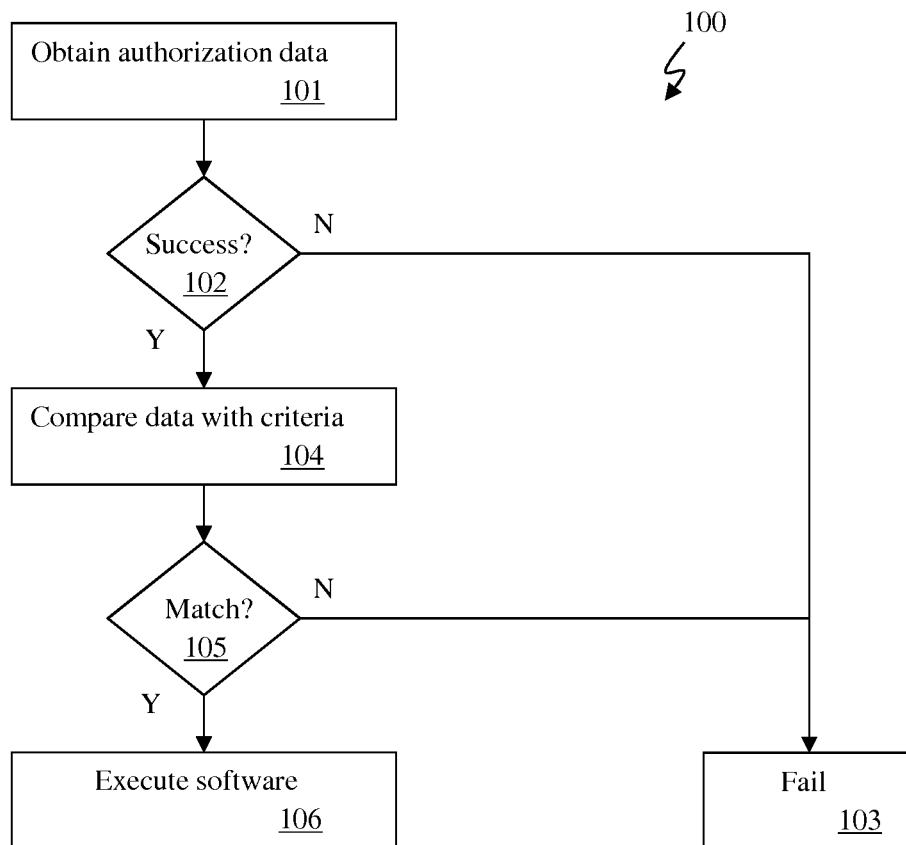 100
Obtain authorization data
101
N
Success?
102
Y
Compare data with criteria
104
N
Match?
105
Y
Execute software
106
Fail
103